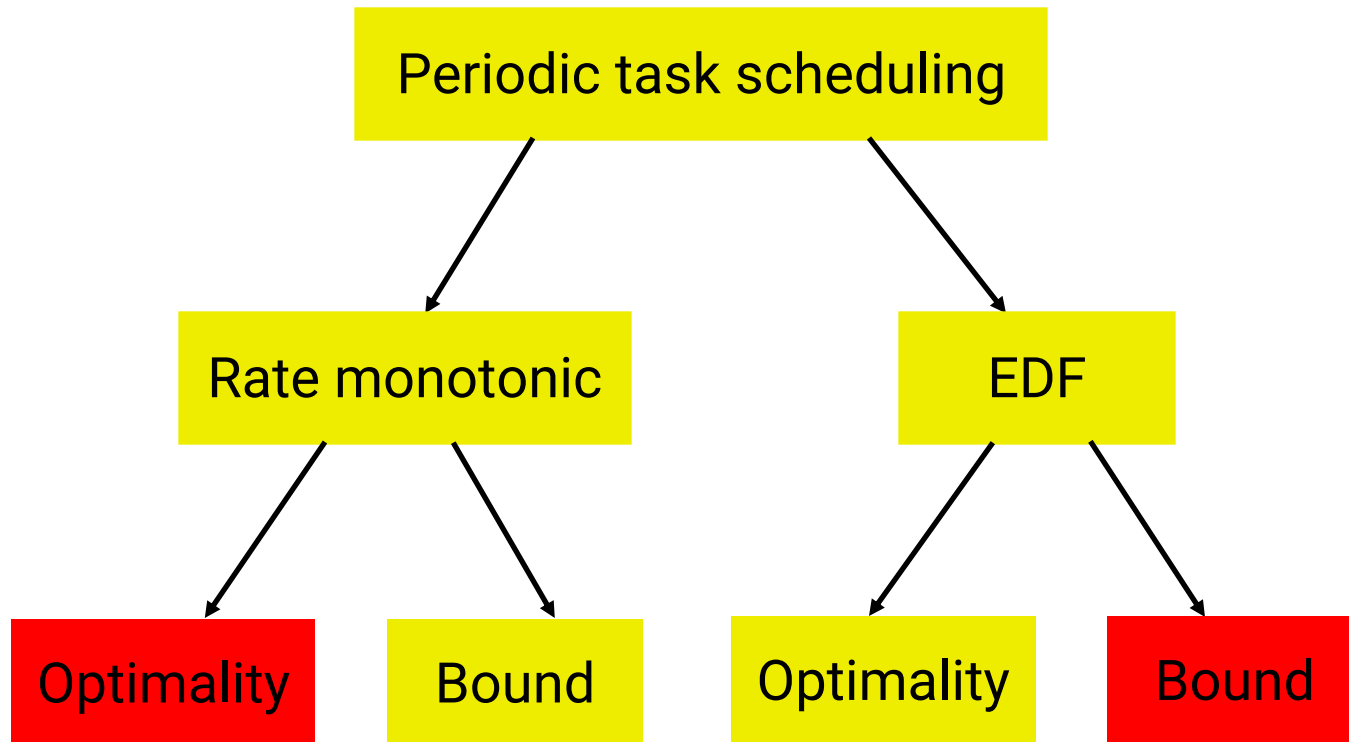 Periodic task scheduling
Rate monotonic
EDF
Optimality
Bound
Optimality
Bound